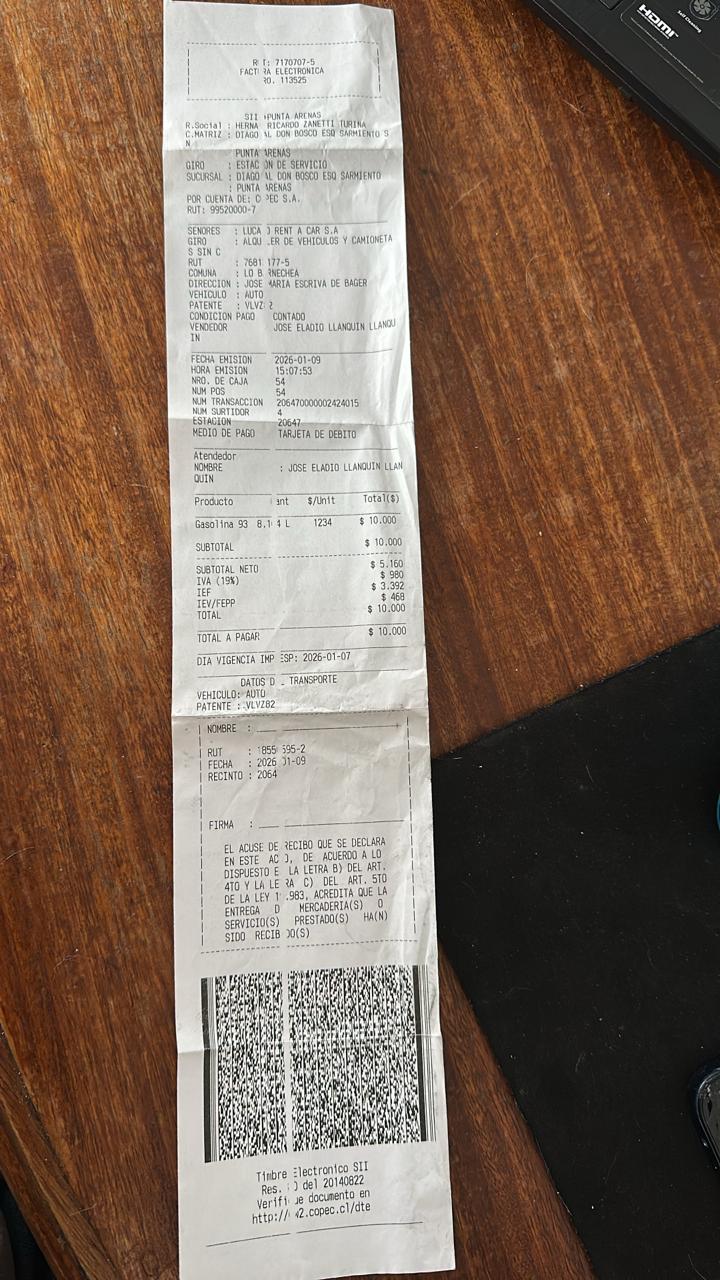 HDMI
Self Cleaning
R T: 7170707-5
FACT RA ELECTRONICA
RO. 113525
SII PUNTA ARENAS
R.Social : HERNA RICARDO ZANETTI TURINA
C.MATRIZ : DIAGO AL DON BOSCO ESQ SARMIENTO S
N
PUNTA ARENAS
GIRO : ESTAC ON DE SERVICIO
SUCURSAL : DIAGO AL DON BOSCO ESQ SARMIENTO
: PUNTA ARENAS
POR CUENTA DE: C PEC S.A.
RUT: 99520000-7
SENORES : LUCA O RENT A CAR S.A
GIRO : ALQU ER DE VEHICULOS Y CAMIONETA
S SIN C
RUT : 7681 177-5
COMUNA : LO B RNECHEA
DIRECCION : JOSE MARIA ESCRIVA DE BAGER
VEHICULO : AUTO
PATENTE : VLVZ 2
CONDICION PAGO CONTADO
VENDEDOR JOSE ELADIO LLANQUIN LLANQU
IN
FECHA EMISION 2026-01-09
HORA EMISION 15:07:53
NRO. DE CAJA 54
NUM POS 54
NUM TRANSACCION 206470000002424015
NUM SURTIDOR 4
ESTACION 20647
MEDIO DE PAGO TARJETA DE DEBITO
Atendedor
NOMBRE : JOSE ELADIO LLANQUIN LLAN
QUIN
Producto ant $/Unit Total($)
Gasolina 93 8.1 4 L 1234 $ 10.000
SUBTOTAL $ 10.000
SUBTOTAL NETO $ 5.160
IVA (19%) $ 980
IEF $ 3.392
IEV/FEPP $ 468
TOTAL $ 10.000
TOTAL A PAGAR $ 10.000
DIA VIGENCIA IMP ESP: 2026-01-07
DATOS D TRANSPORTE
VEHICULO: AUTO
PATENTE : VLVZ82
NOMBRE :
RUT : 1855 595-2
FECHA : 2026 01-09
RECINTO : 2064
FIRMA :
EL ACUSE DE RECIBO QUE SE DECLARA
EN ESTE AC O, DE ACUERDO A LO
DISPUESTO E LA LETRA B) DEL ART.
4TO Y LA LE RA C) DEL ART. 5TO
DE LA LEY 1 .983, ACREDITA QUE LA
ENTREGA D MERCADERIA(S) O
SERVICIO(S) PRESTADO(S) HA(N)
SIDO RECIB DO(S)
Timbre Electronico SII
Res. 0 del 20140822
Verifi ue documento en
http:// w2.copec.cl/dte